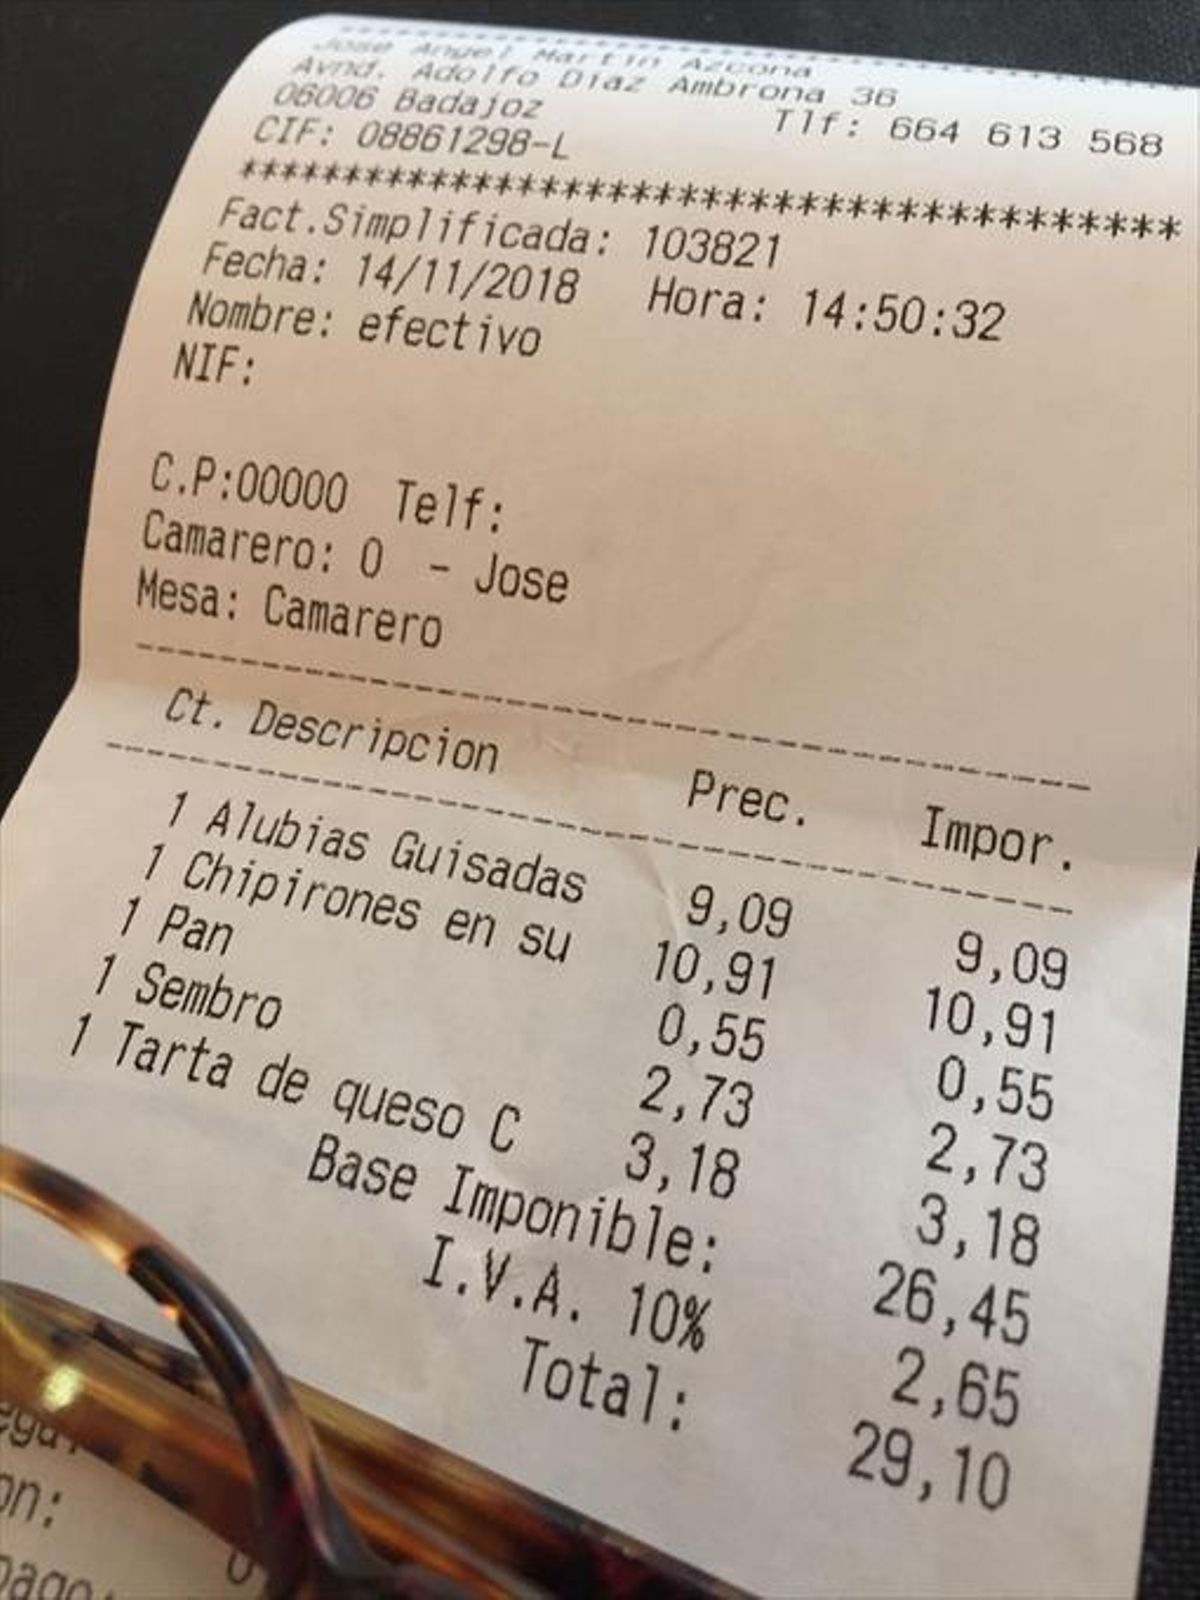 Jose Angel Martin Azcona
Avnd. Adolfo Diaz Ambrona 36
06006 Badajoz Tlf: 664 613 568
CIF: 08861298-L
****************************************
Fact.Simplificada: 103821
Fecha: 14/11/2018 Hora: 14:50:32
Nombre: efectivo
NIF:
C.P:00000 Telf:
Camarero: 0 - Jose
Mesa: Camarero
Ct. Descripcion Prec. Impor.
1 Alubias Guisadas 9,09 9,09
1 Chipirones en su 10,91 10,91
1 Pan 0,55 0,55
1 Sembro 2,73 2,73
1 Tarta de queso C 3,18 3,18
Base Imponible: 26,45
I.V.A. 10% 2,65
Total: 29,10